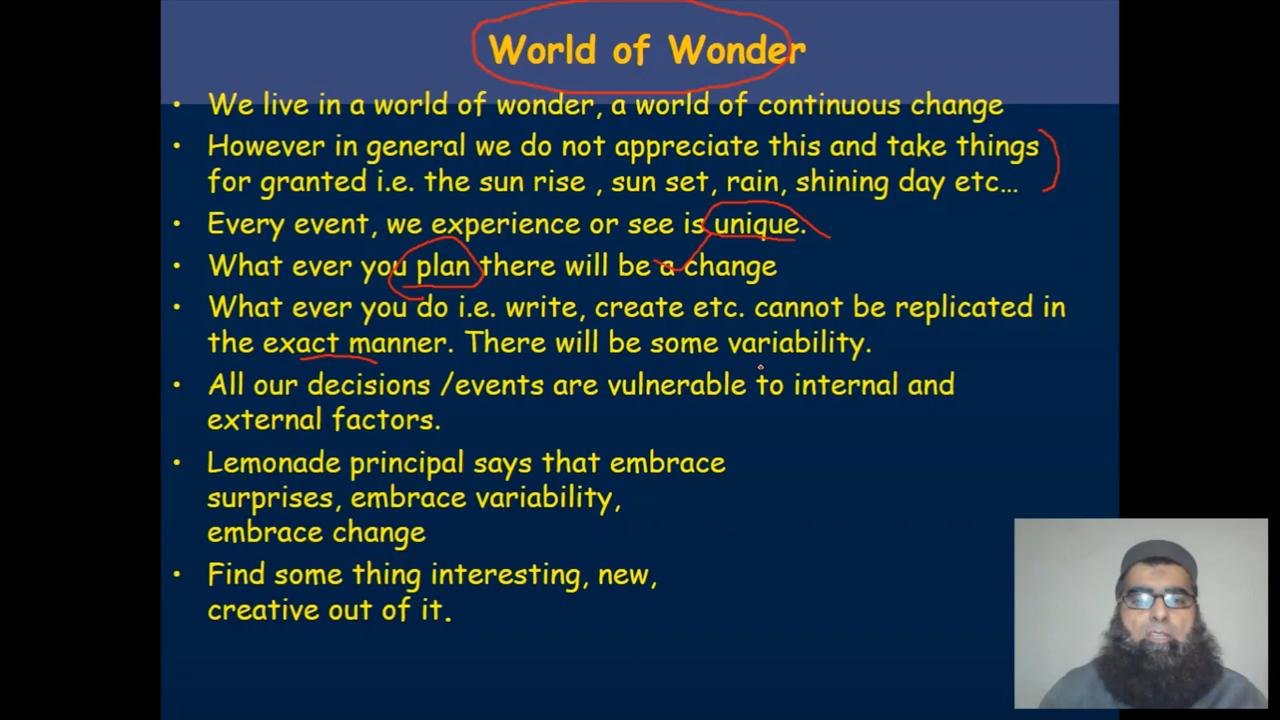 World of Wonder
• We live in a world of wonder, a world of continuous change
• However in general we do not appreciate this and take things
for granted i.e. the sun rise , sun set, rain, shining day etc…
• Every event, we experience or see is unique.
• What ever you plan there will be a change
• What ever you do i.e. write, create etc. cannot be replicated in
the exact manner. There will be some variability.
• All our decisions /events are vulnerable to internal and
external factors.
• Lemonade principal says that embrace
surprises, embrace variability,
embrace change
• Find some thing interesting, new,
creative out of it.